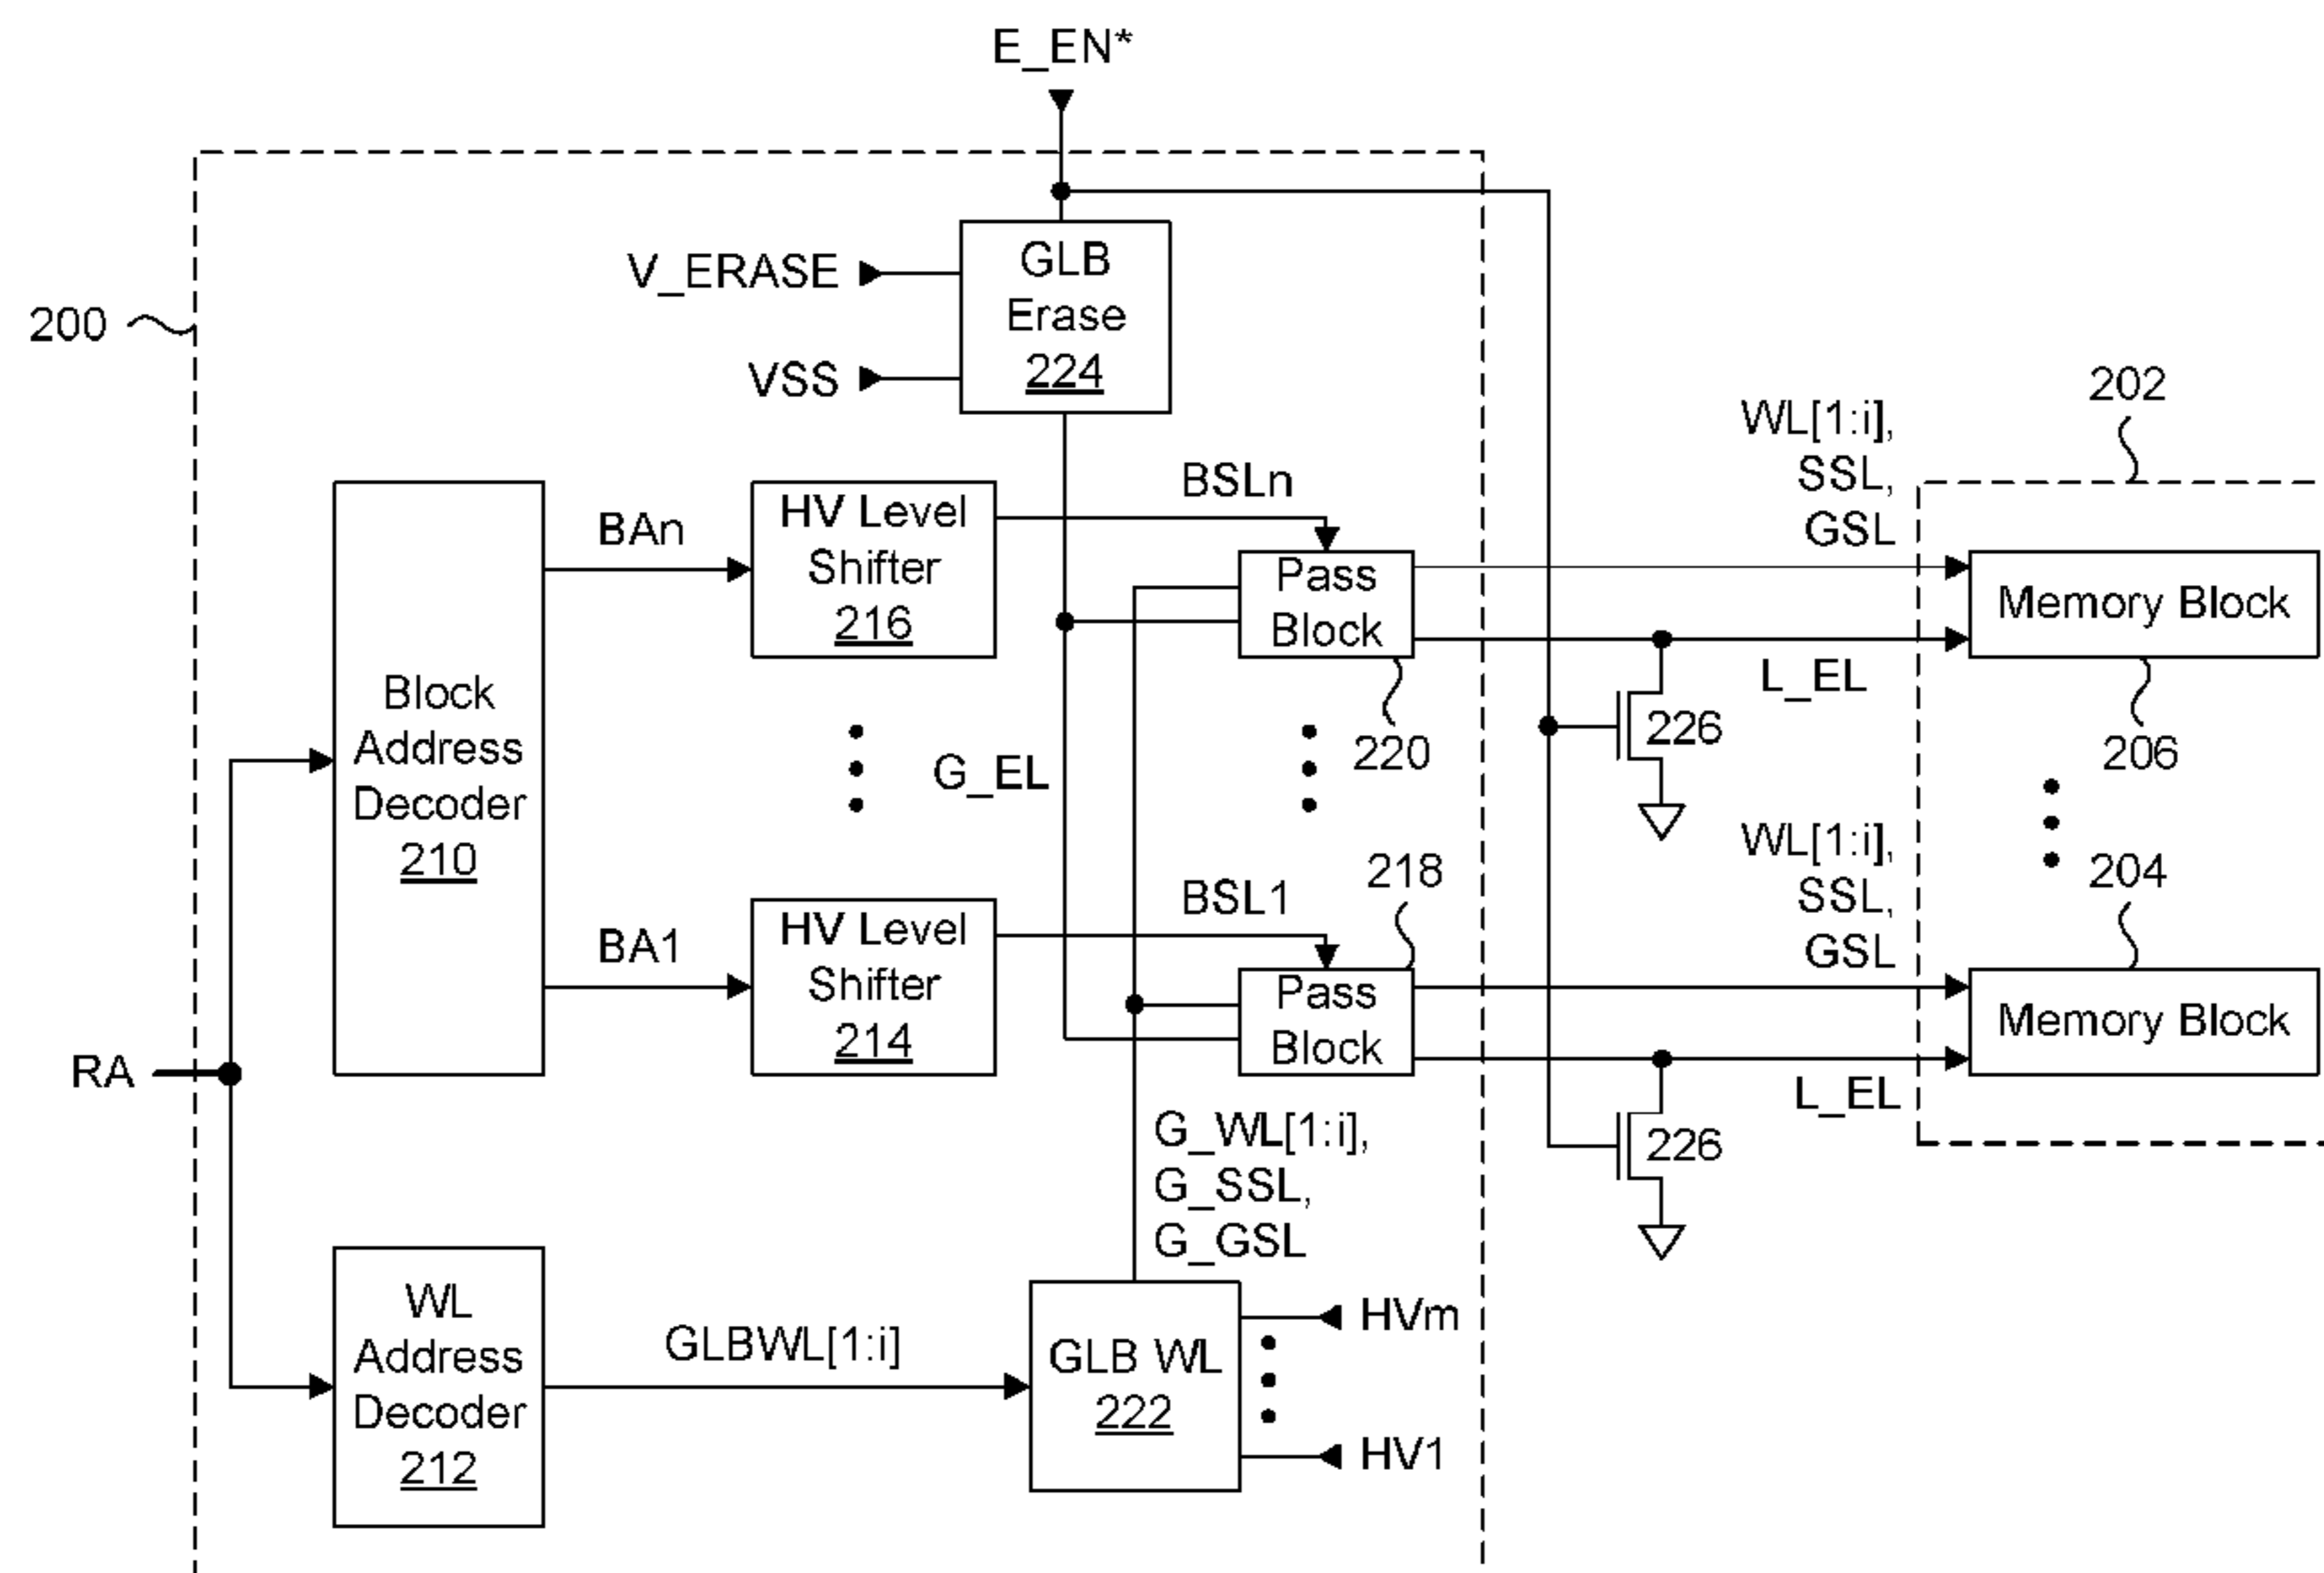 E_EN*
V_ERASE
GLB
Erase
224
VSS
200
202
WL[1:i],
SSL,
GSL
Block
Address
Decoder
210
BAn
HV Level
Shifter
216
BSLn
Pass
Block
220
L_EL
226
Memory Block
206
G_EL
BA1
HV Level
Shifter
214
BSL1
218
Pass
Block
WL[1:i],
SSL,
GSL
204
Memory Block
L_EL
226
RA
G_WL[1:i],
G_SSL,
G_GSL
WL
Address
Decoder
212
GLBWL[1:i]
GLB WL
222
HVm
HV1